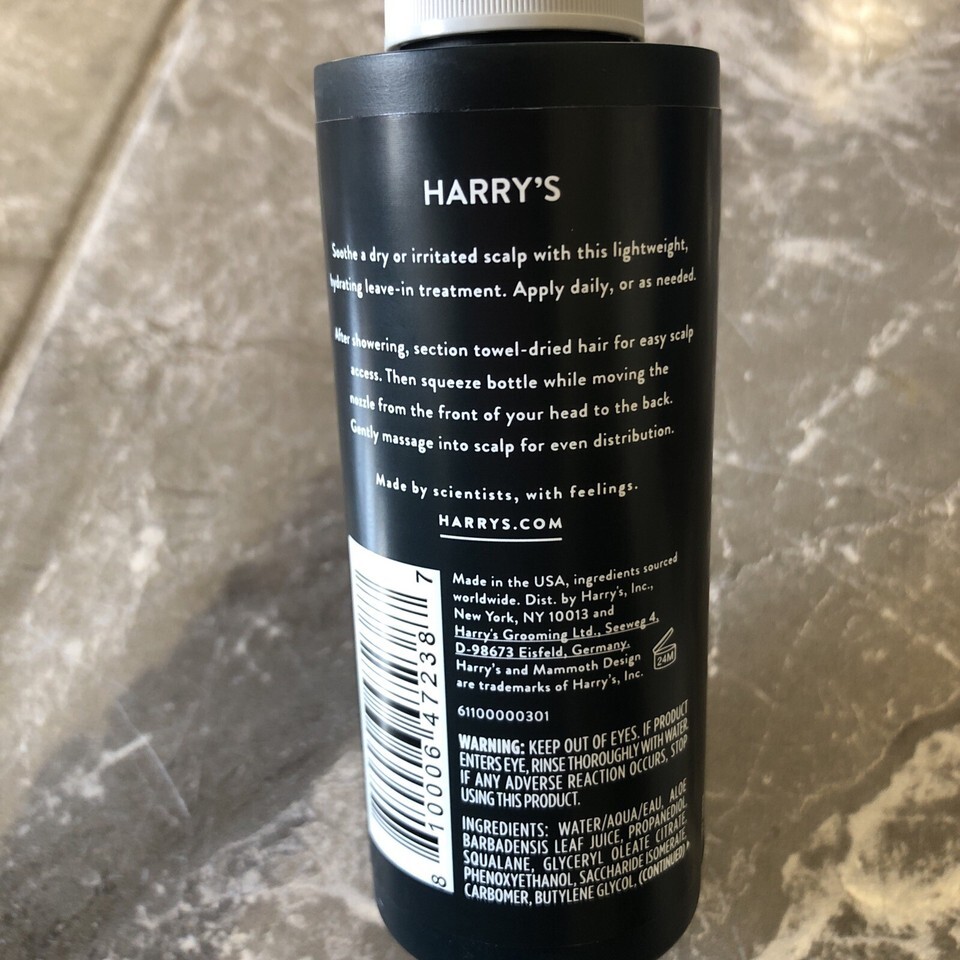 HARRY'S
Soothe a dry or irritated scalp with this lightweight,
hydrating leave-in treatment. Apply daily, or as needed.
After showering, section towel-dried hair for easy scalp
access. Then squeeze bottle while moving the
nozzle from the front of your head to the back.
Gently massage into scalp for even distribution.
Made by scientists, with feelings.
HARRYS.COM
Made in the USA, ingredients sourced
worldwide. Dist. by Harry's, Inc.,
New York, NY 10013 and
Harry's Grooming Ltd., Seeweg 4,
D-98673 Eisfeld, Germany.
Harry's and Mammoth Design
are trademarks of Harry's, Inc.
24M
61100000301
WARNING: KEEP OUT OF EYES. IF PRODUCT
ENTERS EYE, RINSE THOROUGHLY WITH WATER.
IF ANY ADVERSE REACTION OCCURS, STOP
USING THIS PRODUCT.
INGREDIENTS: WATER/AQUA/EAU, ALOE
BARBADENSIS LEAF JUICE, PROPANEDIOL,
SQUALANE, GLYCERYL OLEATE CITRATE,
PHENOXYETHANOL, SACCHARIDE ISOMERATE,
CARBOMER, BUTYLENE GLYCOL, (CONTINUED)
8 10006 47238 7